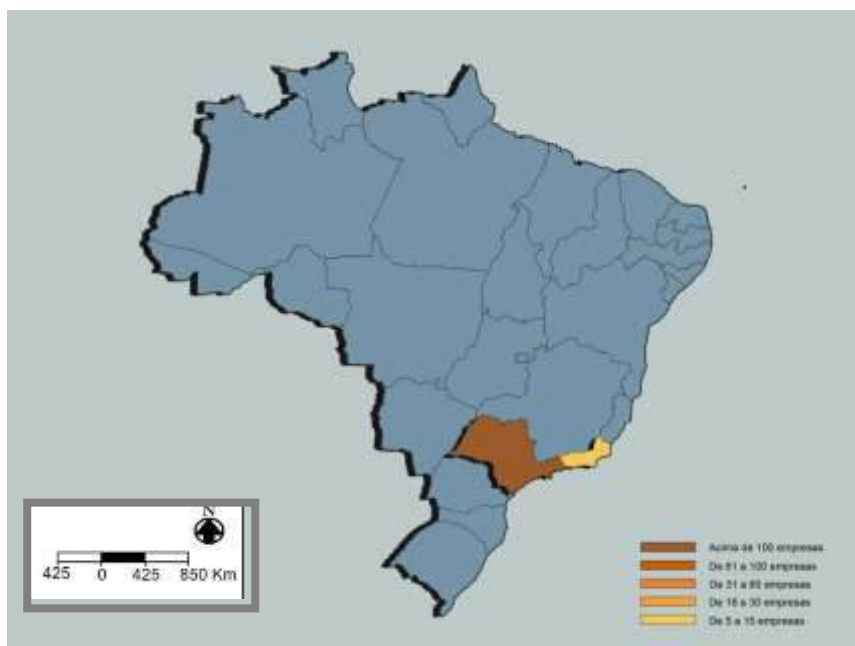 N
425 0 425 850 Km
Acima de 100 empresas
De 61 a 100 empresas
De 31 a 60 empresas
De 16 a 30 empresas
De 5 a 15 empresas